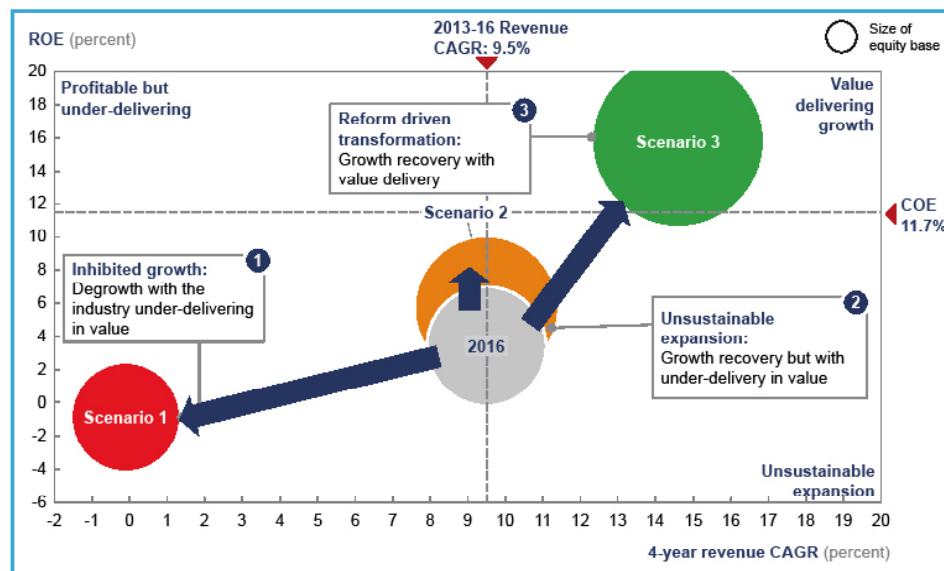 ROE (percent)
2013-16 Revenue
CAGR: 9.5%
Size of
equity base
Profitable but
under-delivering
Value
delivering
growth
3
Reform driven
transformation:
Growth recovery with
value delivery
Scenario 3
COE
11.7%
Scenario 2
1
Inhibited growth:
Degrowth with the
industry under-delivering
in value
2
Unsustainable
expansion:
Growth recovery but with
under-delivery in value
2016
Scenario 1
Unsustainable
expansion
20
18
16
14
12
10
8
6
4
2
0
-2
-4
-6
-2 -1 0 1 2 3 4 5 6 7 8 9 10 11 12 13 14 15 16 17 18 19 20
4-year revenue CAGR (percent)